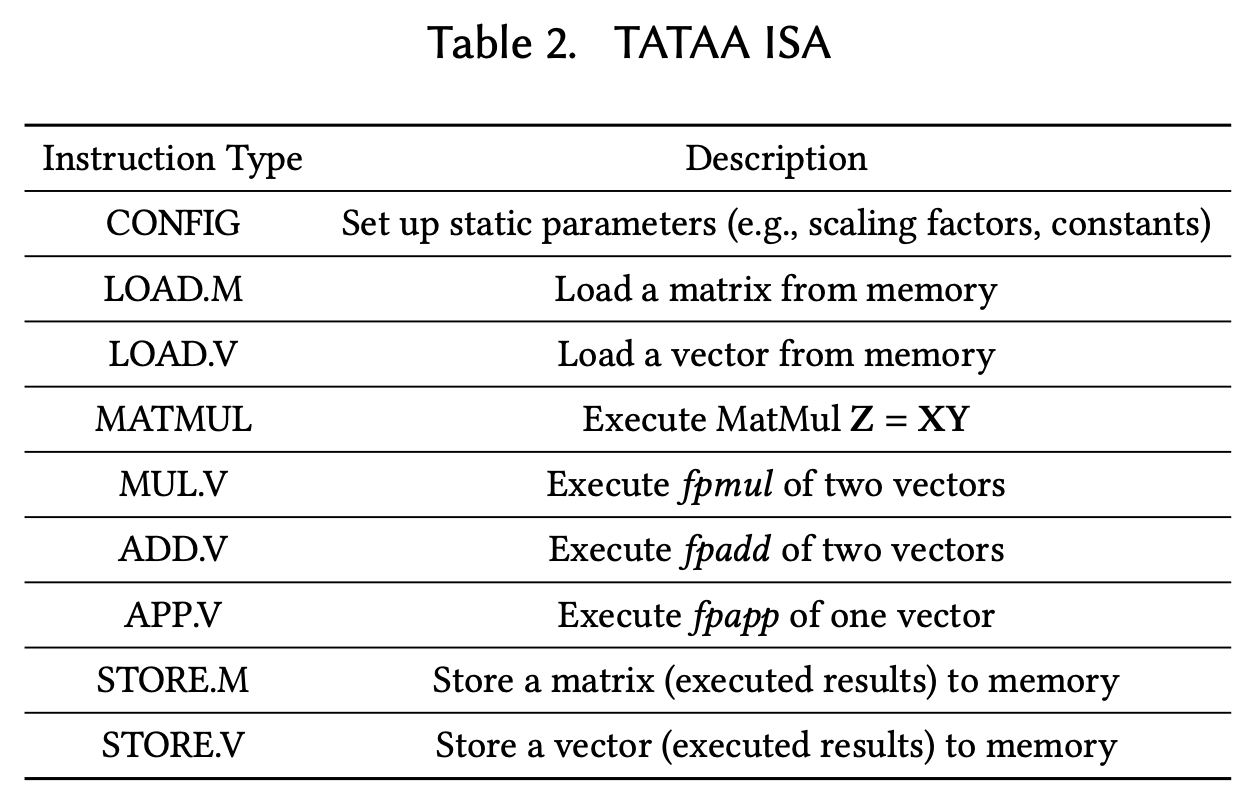 Table 2. TATAA ISA
Instruction Type Description
CONFIG Set up static parameters (e.g., scaling factors, constants)
LOAD.M Load a matrix from memory
LOAD.V Load a vector from memory
MATMUL Execute MatMul Z = XY
MUL.V Execute fpmul of two vectors
ADD.V Execute fpadd of two vectors
APP.V Execute fpapp of one vector
STORE.M Store a matrix (executed results) to memory
STORE.V Store a vector (executed results) to memory